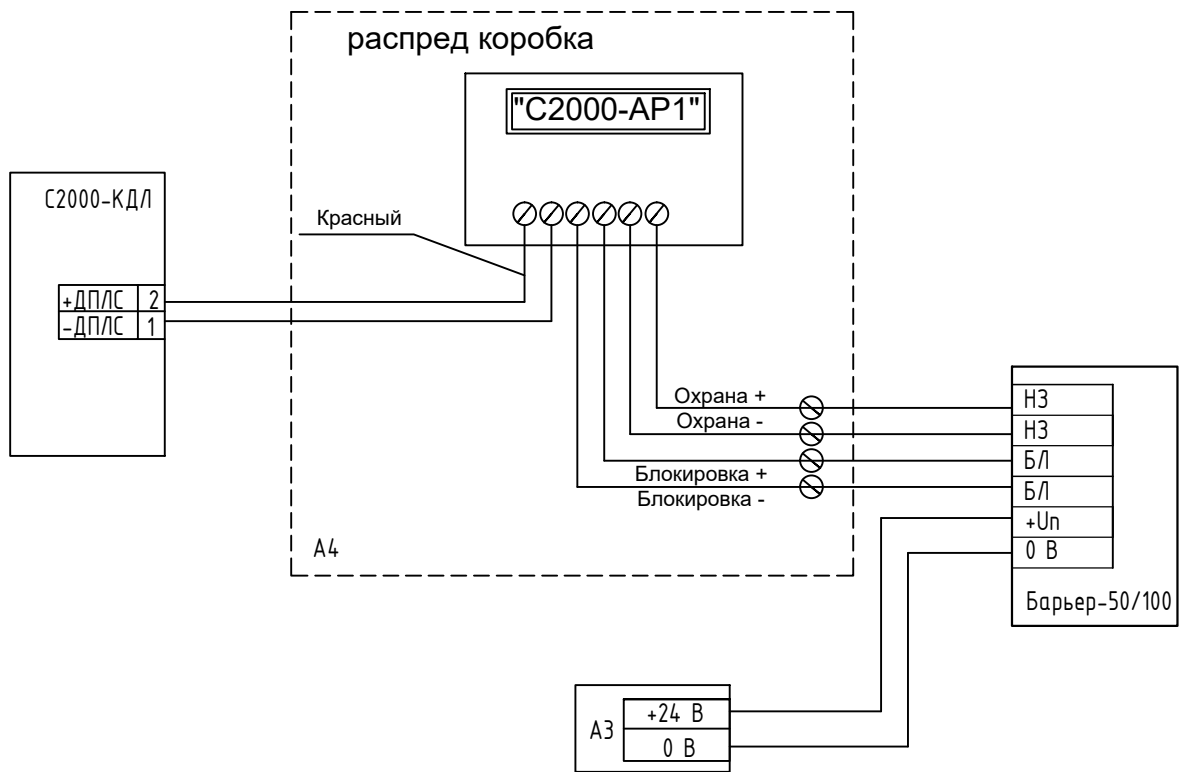 распред коробка
"С2000-АР1"
С2000-КДЛ
Красный
+ДПЛС 2
-ДПЛС 1
Охрана +
Охрана -
Блокировка +
Блокировка -
НЗ
НЗ
БЛ
БЛ
+Uп
0 В
А4
Барьер-50/100
А3
+24 В
0 В